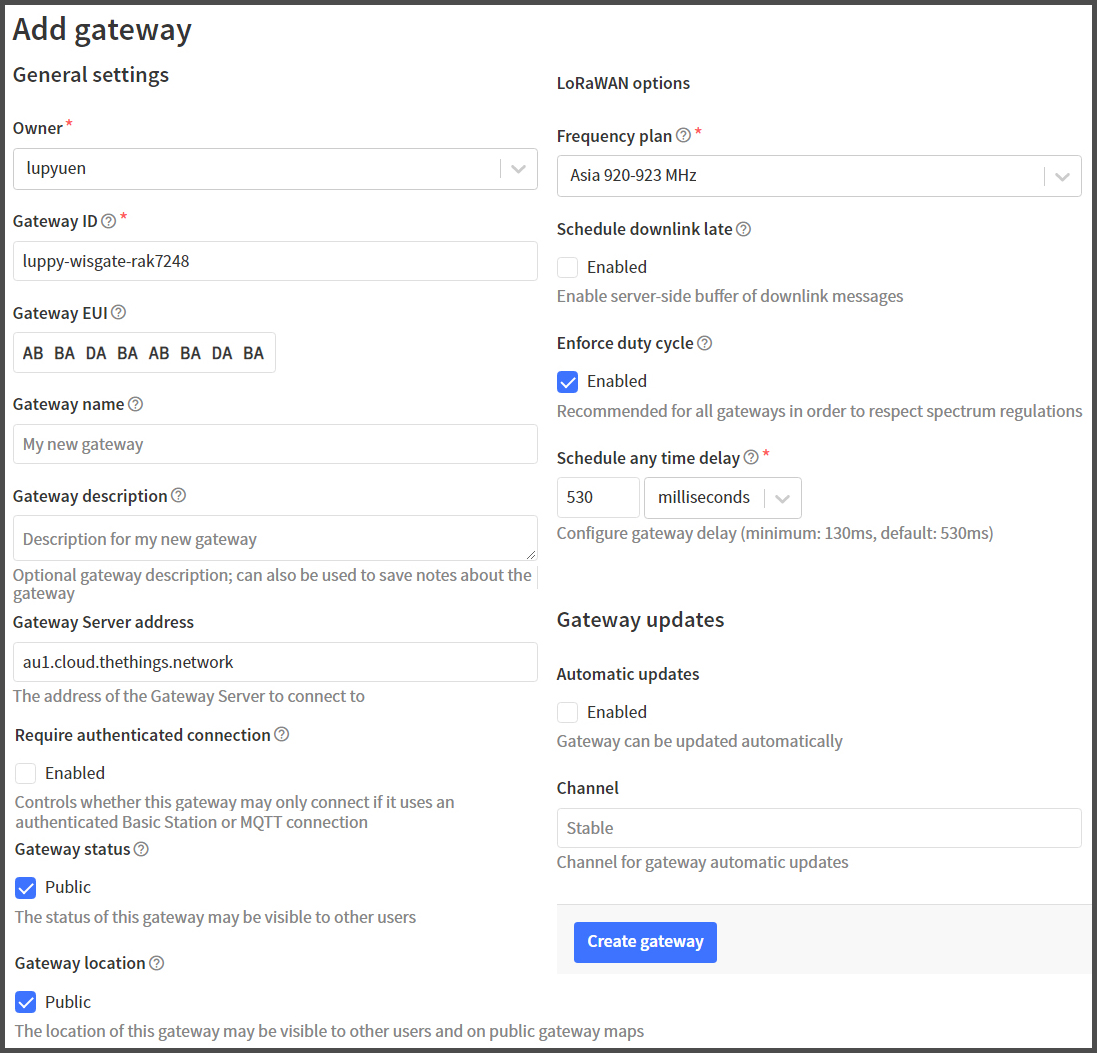 Add gateway
General settings
Owner *
lupyuen
Gateway ID *
luppy-wisgate-rak7248
Gateway EUI
AB BA DA BA AB BA DA BA
Gateway name
My new gateway
Gateway description
Description for my new gateway
Optional gateway description; can also be used to save notes about the
gateway
Gateway Server address
au1.cloud.thethings.network
The address of the Gateway Server to connect to
Require authenticated connection
Enabled
Controls whether this gateway may only connect if it uses an
authenticated Basic Station or MQTT connection
Gateway status
Public
The status of this gateway may be visible to other users
Gateway location
Public
The location of this gateway may be visible to other users and on public gateway maps
LoRaWAN options
Frequency plan *
Asia 920-923 MHz
Schedule downlink late
Enabled
Enable server-side buffer of downlink messages
Enforce duty cycle
Enabled
Recommended for all gateways in order to respect spectrum regulations
Schedule any time delay *
530 milliseconds
Configure gateway delay (minimum: 130ms, default: 530ms)
Gateway updates
Automatic updates
Enabled
Gateway can be updated automatically
Channel
Stable
Channel for gateway automatic updates
Create gateway